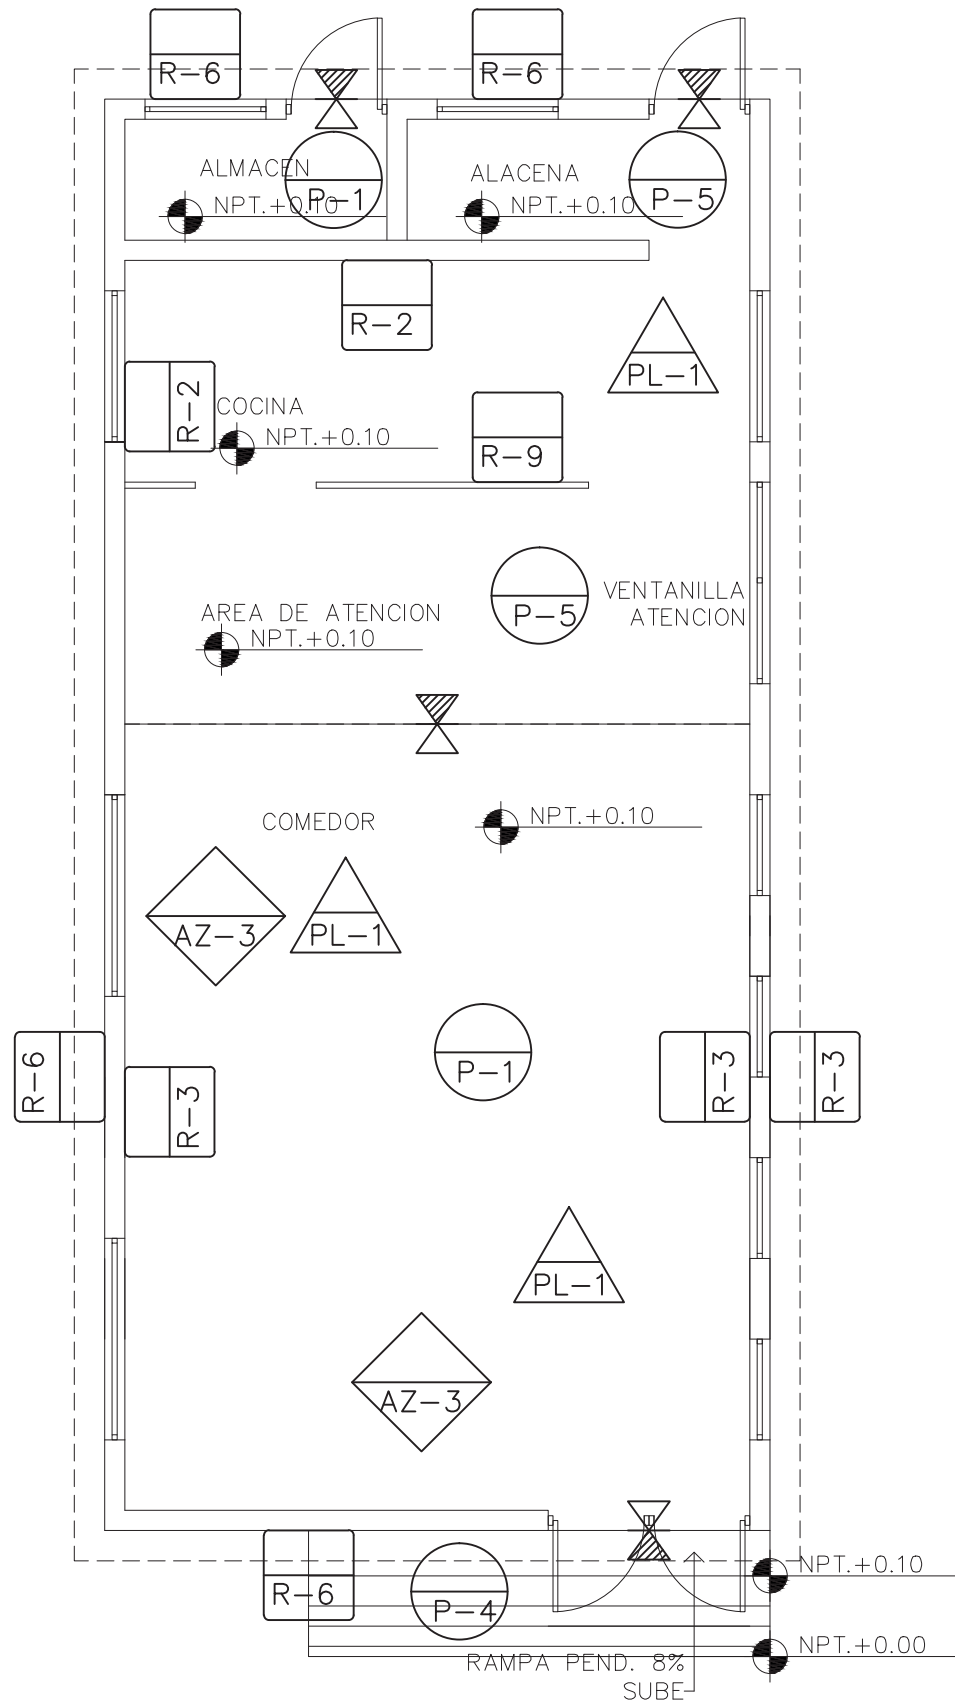 R-6
R-6
ALMACEN
P-1
NPT.+0.10
ALACENA
P-5
NPT.+0.10
R-2
PL-1
R-2
COCINA
NPT.+0.10
R-9
P-5
VENTANILLA
ATENCION
AREA DE ATENCION
NPT.+0.10
COMEDOR
NPT.+0.10
AZ-3
PL-1
P-1
R-6
R-3
R-3
R-3
PL-1
AZ-3
R-6
P-4
NPT.+0.10
NPT.+0.00
RAMPA PEND. 8%
SUBE